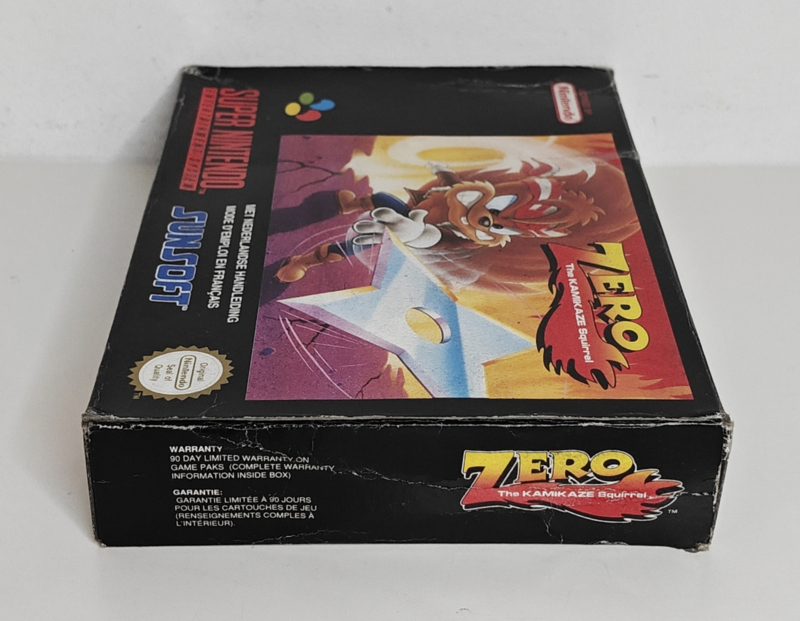 SUPER NINTENDO
ENTERTAINMENT SYSTEM
SUNSOFT
MET NEDERLANDSE HANDLEIDING
MODE D'EMPLOI EN FRANÇAIS
Original
Nintendo
Seal of
Quality
TM
Nintendo
ZERO
The KAMIKAZE Squirrel
WARRANTY
90 DAY LIMITED WARRANTY ON
GAME PAKS (COMPLETE WARRANTY
INFORMATION INSIDE BOX)
GARANTIE:
GARANTIE LIMITÉE À 90 JOURS
POUR LES CARTOUCHES DE JEU
(RENSEIGNEMENTS COMPLES À
L'INTÉRIEUR).
ZERO
The KAMIKAZE Squirrel
TM